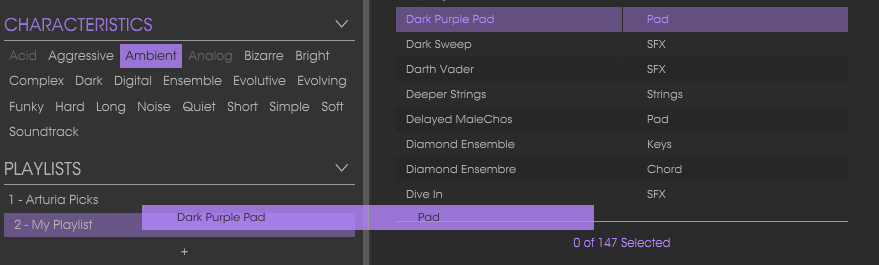 CHARACTERISTICS
Acid Aggressive Ambient Analog Bizarre Bright
Complex Dark Digital Ensemble Evolutive Evolving
Funky Hard Long Noise Quiet Short Simple Soft
Soundtrack
PLAYLISTS
1 - Arturia Picks
2 - My Playlist
+
Dark Purple Pad Pad
Dark Sweep SFX
Darth Vader SFX
Deeper Strings Strings
Delayed MaleChos Pad
Diamond Ensemble Keys
Diamond Ensembre Chord
Dive In SFX
Dark Purple Pad Pad
0 of 147 Selected